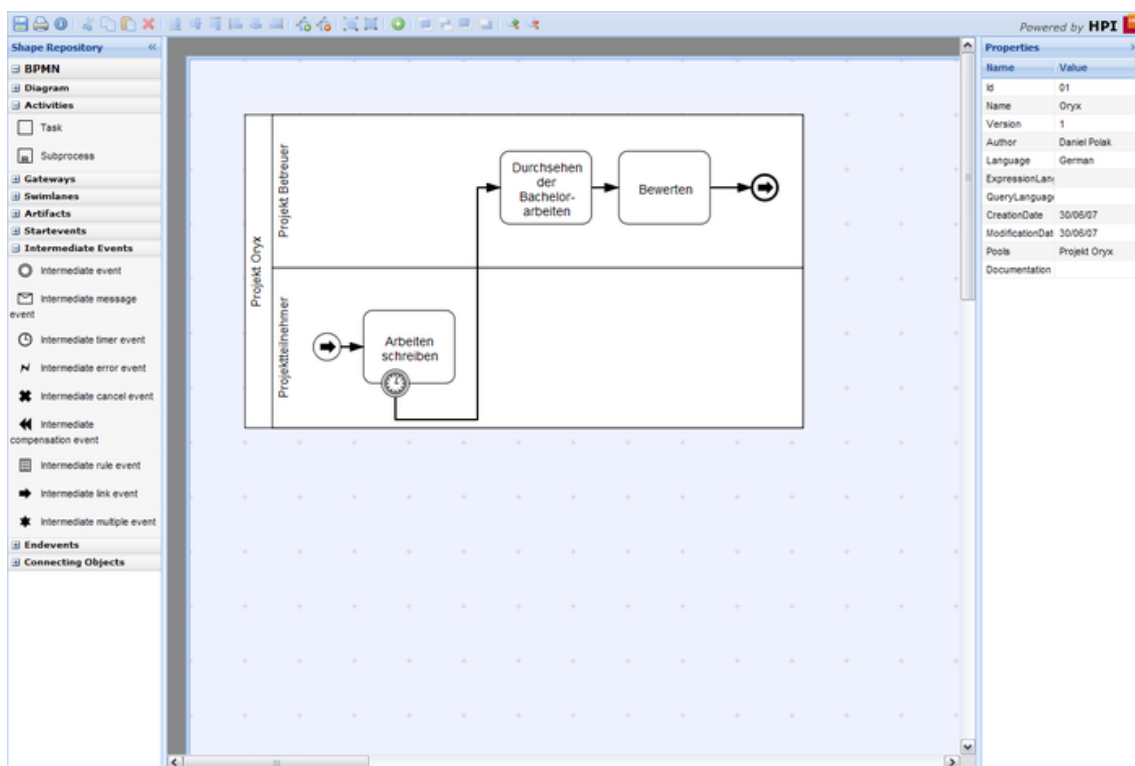 Powered by HPI
Shape Repository
BPMN
Diagram
Activities
Task
Subprocess
Gateways
Swimlanes
Artifacts
Startevents
Intermediate Events
Intermediate event
Intermediate message
event
Intermediate timer event
Intermediate error event
Intermediate cancel event
Intermediate
compensation event
Intermediate rule event
Intermediate link event
Intermediate multiple event
Endevents
Connecting Objects
Projekt Oryx
Projekt Betreuer
Durchsehen
der
Bachelor-
arbeiten
Bewerten
Projektteilnehmer
Arbeiten
schreiben
Properties
Name Value
Id 01
Name Oryx
Version 1
Author Daniel Polak
Language German
ExpressionLang
QueryLanguage
CreationDate 30/06/07
ModificationDat 30/06/07
Pools Projekt Oryx
Documentation